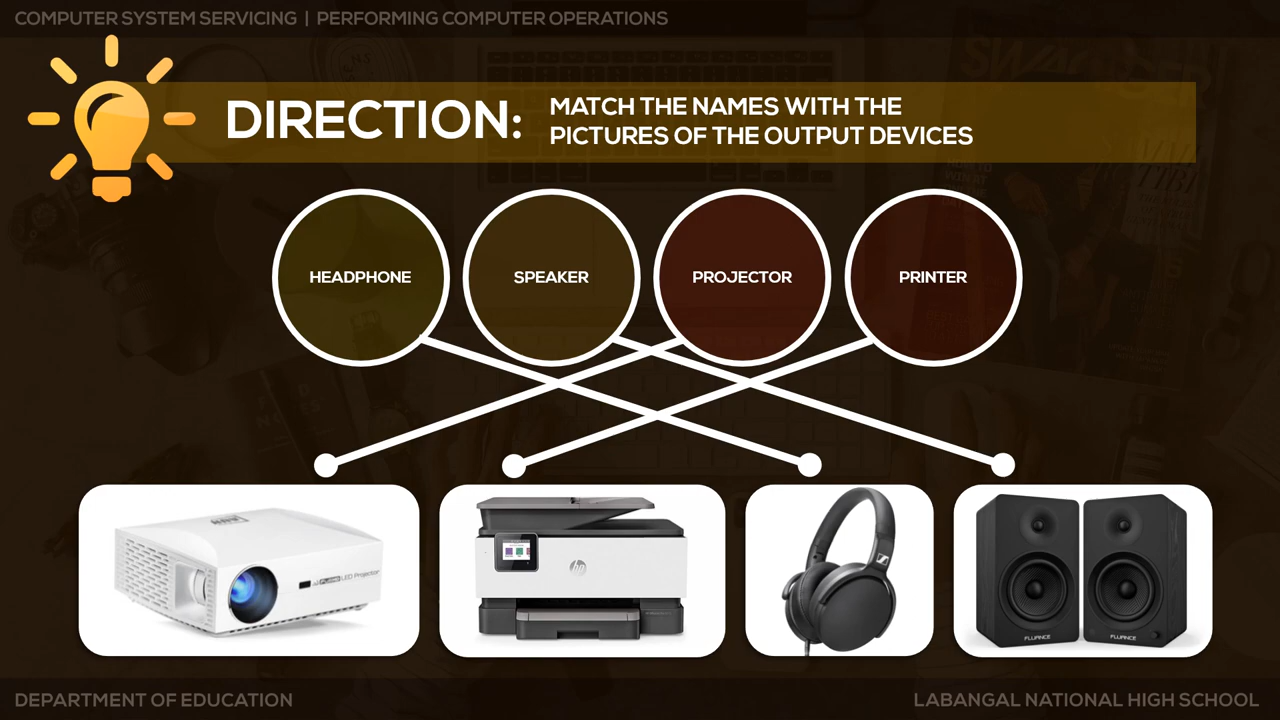 COMPUTER SYSTEM SERVICING | PERFORMING COMPUTER OPERATIONS
DIRECTION:
MATCH THE NAMES WITH THE
PICTURES OF THE OUTPUT DEVICES
HEADPHONE
SPEAKER
PROJECTOR
PRINTER
LED Projector
hp
FLUANCE
FLUANCE
DEPARTMENT OF EDUCATION
LABANGAL NATIONAL HIGH SCHOOL